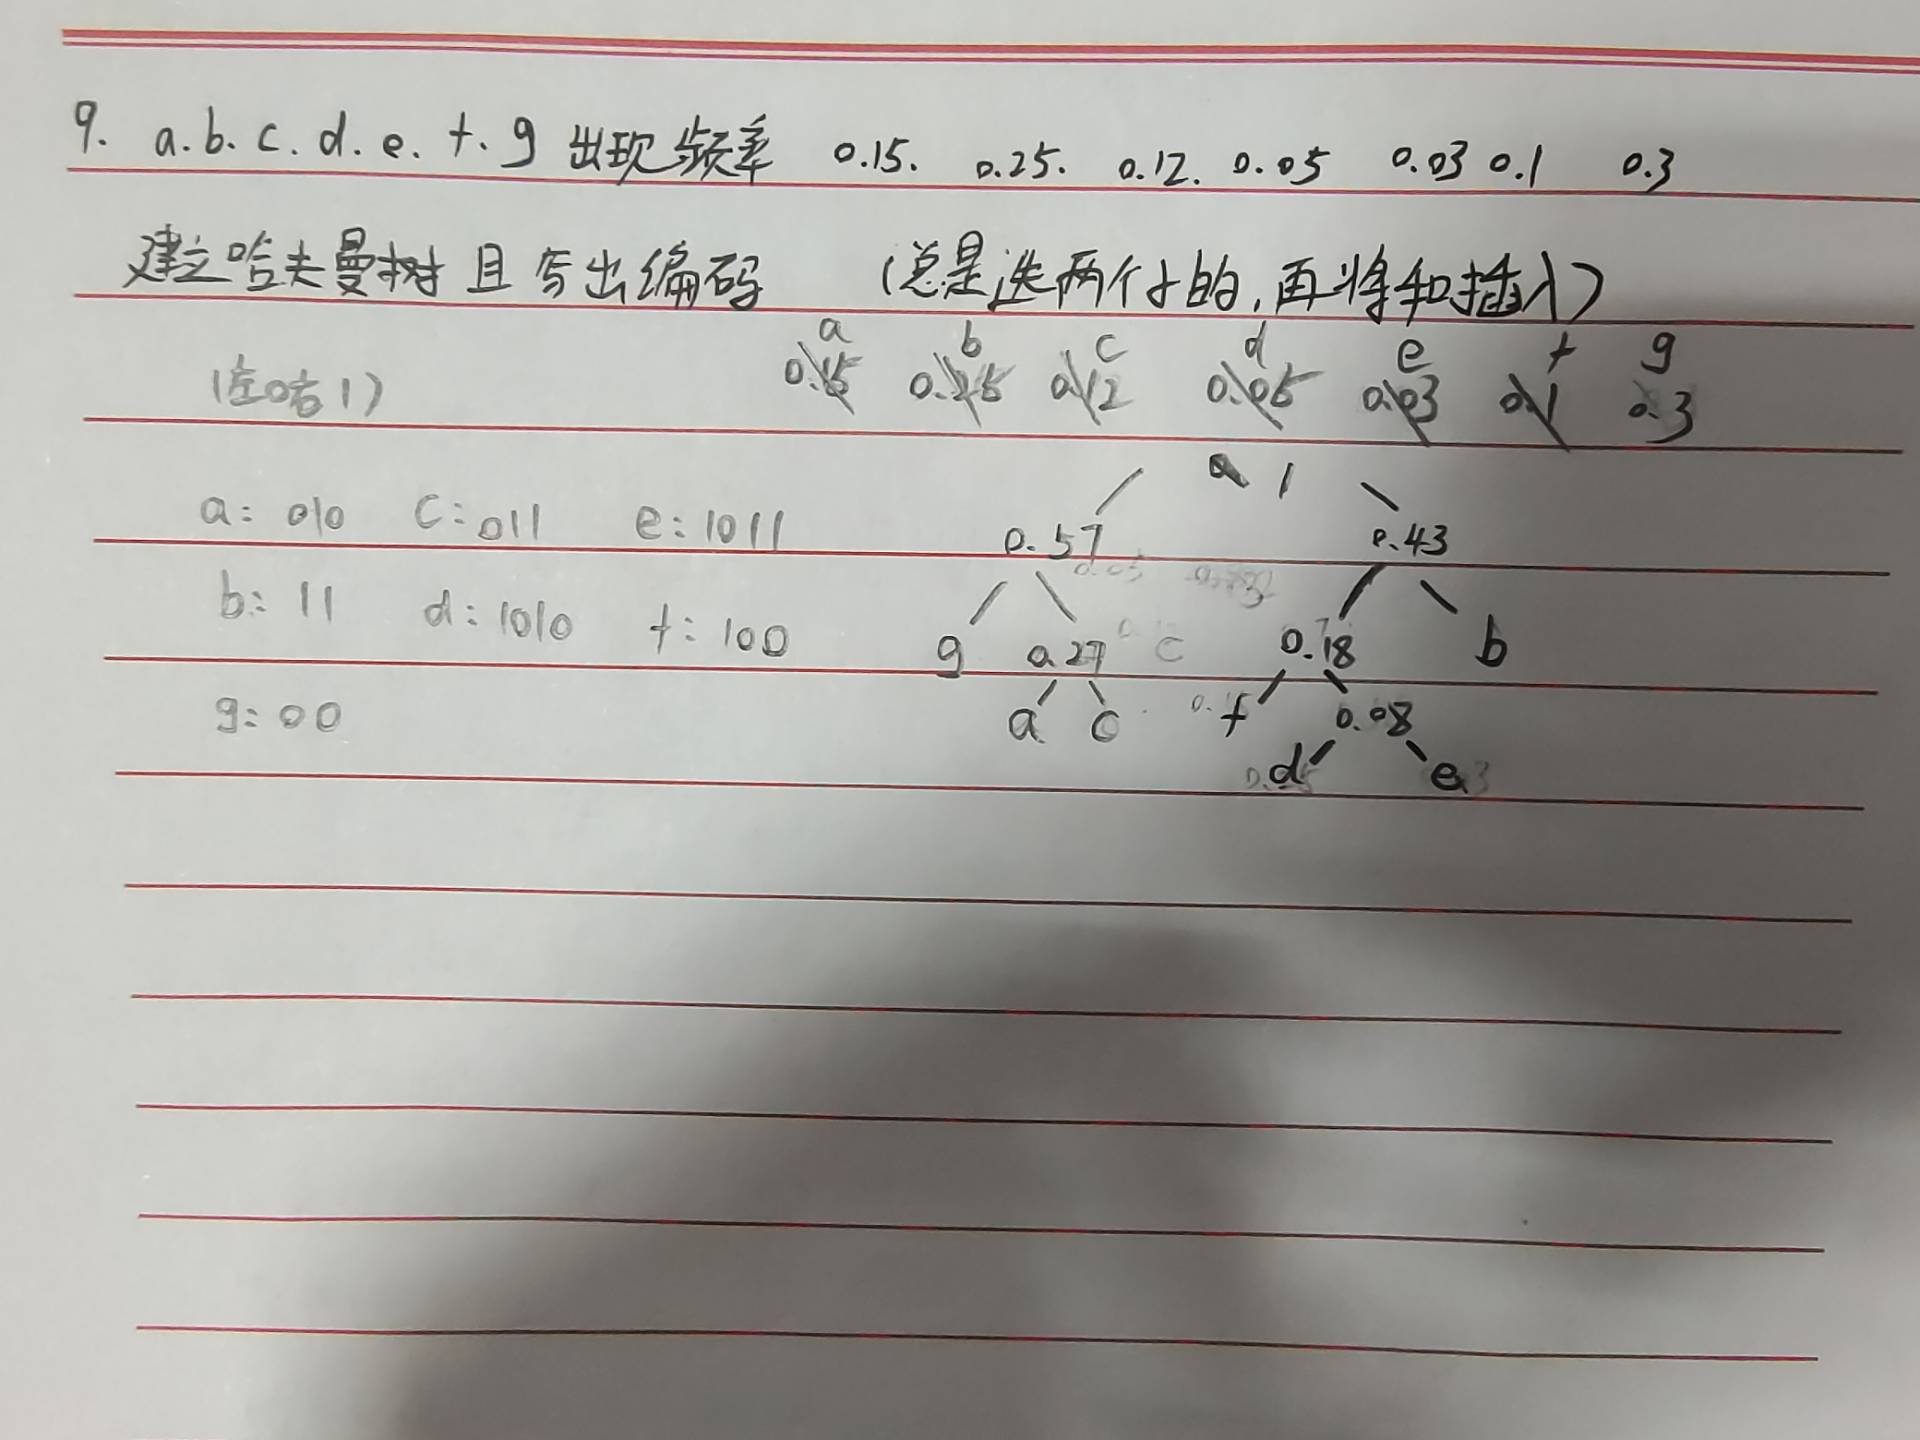 9. a.b.c.d.e.f.g 出现频率 0.15. 0.25. 0.12. 0.05 0.03 0.1 0.3
建立哈夫曼树且写出编码 (总是选两个小的,再将和插入)
a b c d e f g
(左0右1) 0.15 0.25 0.12 0.05 0.03 0.1 0.3
1
a: 010 c: 011 e: 1011 0.57 0.43
b: 11 d: 1010 f: 100 g 0.27 c 0.18 b
g: 00 a c f 0.08
d e